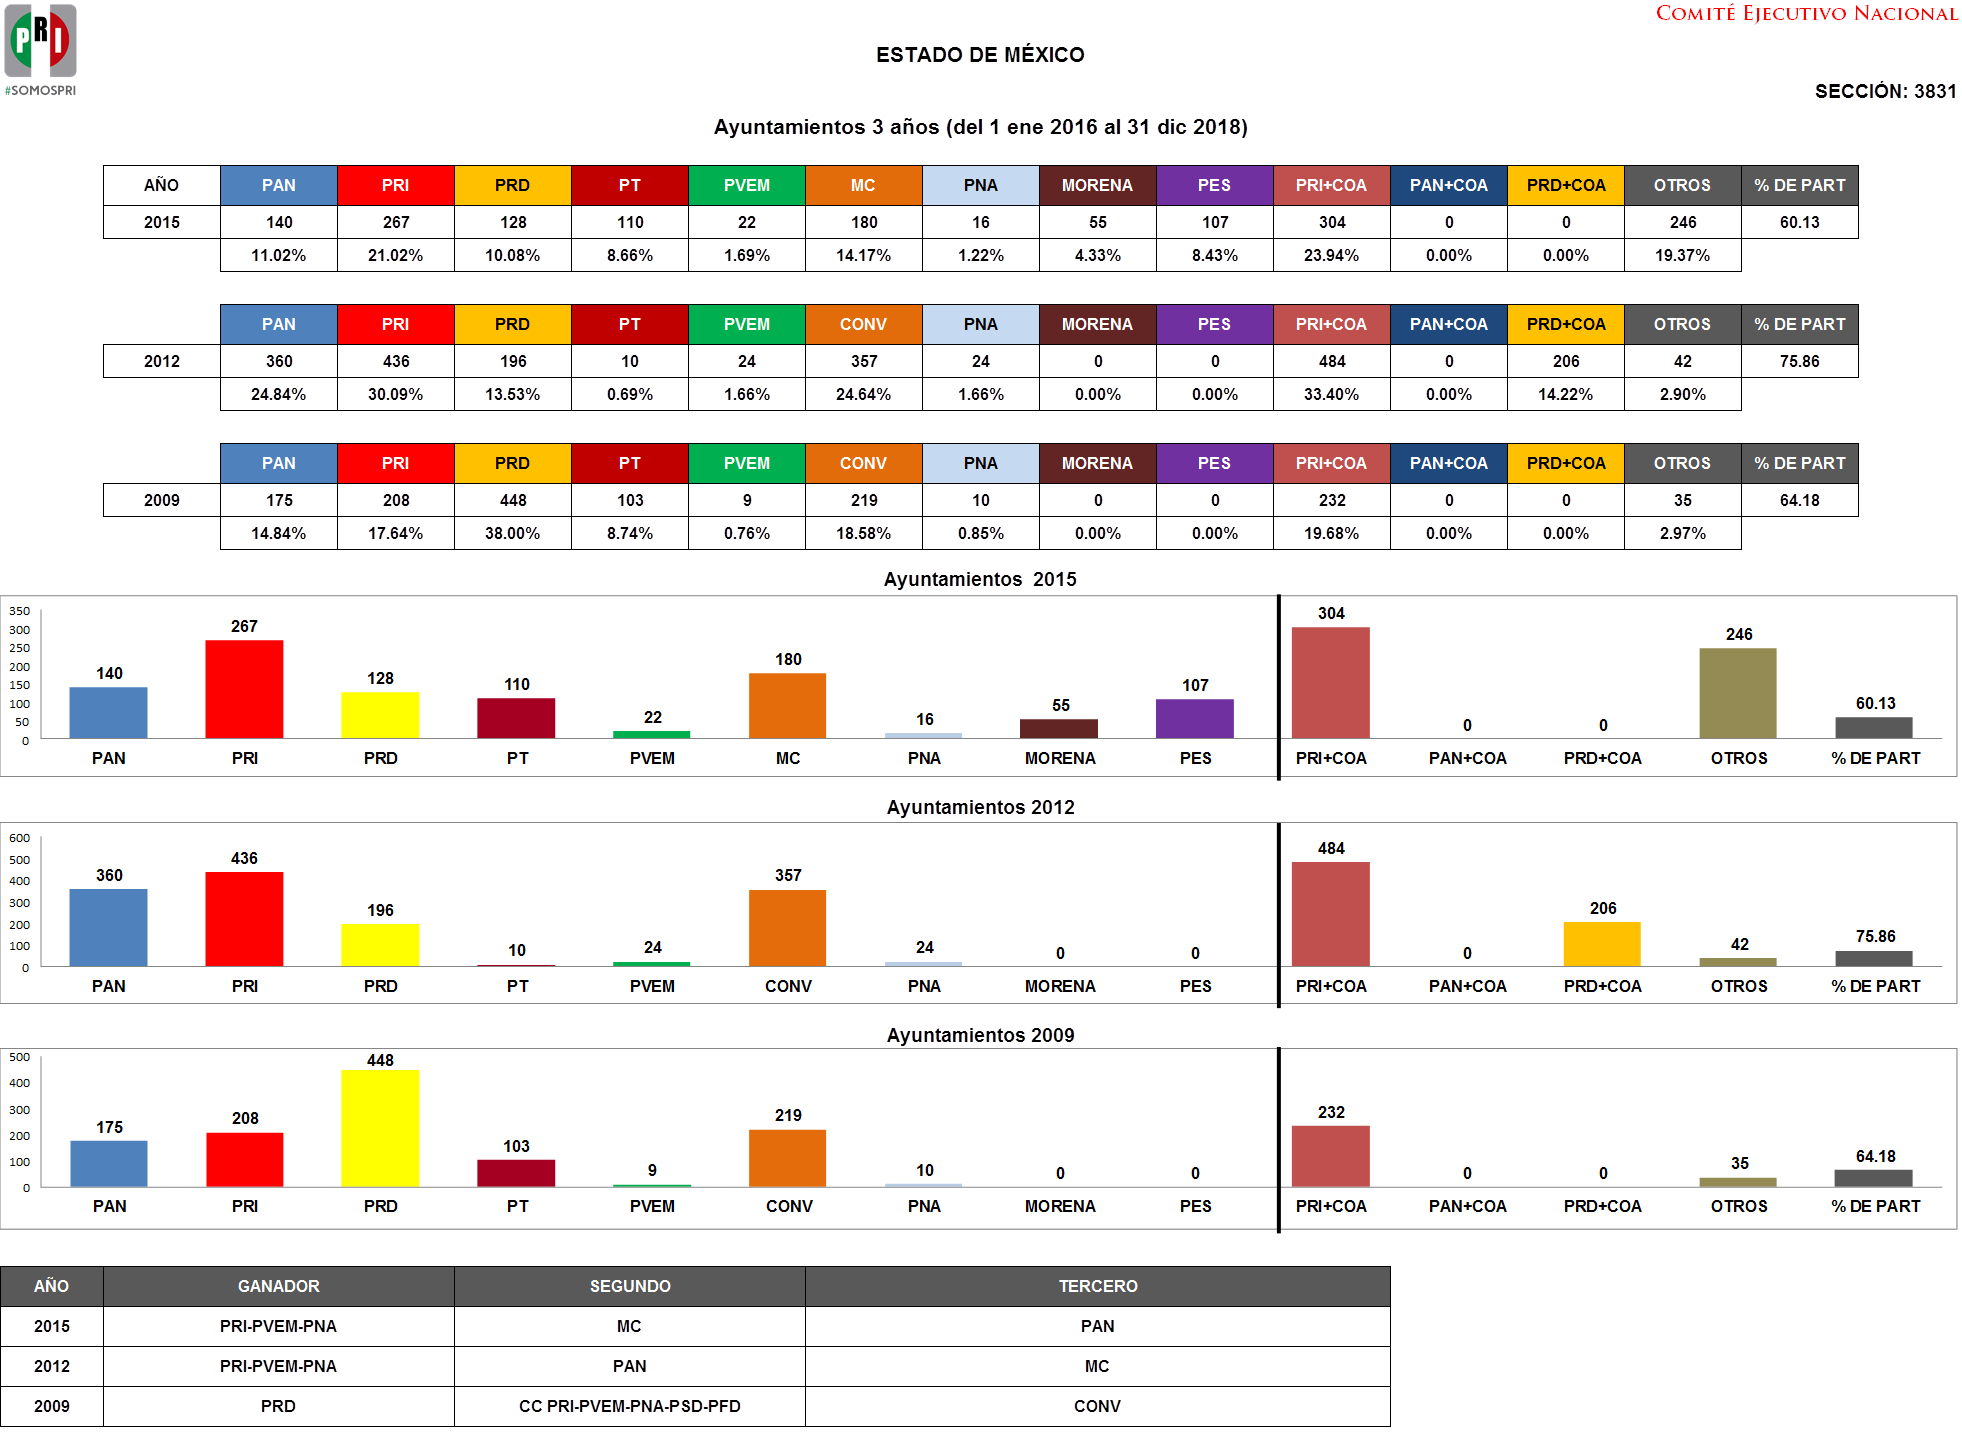 PRI
#SOMOSPRI
COMITÉ EJECUTIVO NACIONAL
ESTADO DE MÉXICO
SECCIÓN: 3831
Ayuntamientos 3 años (del 1 ene 2016 al 31 dic 2018)
AÑO PAN PRI PRD PT PVEM MC PNA MORENA PES PRI+COA PAN+COA PRD+COA OTROS % DE PART
2015 140 267 128 110 22 180 16 55 107 304 0 0 246 60.13
11.02% 21.02% 10.08% 8.66% 1.69% 14.17% 1.22% 4.33% 8.43% 23.94% 0.00% 0.00% 19.37%
PAN PRI PRD PT PVEM CONV PNA MORENA PES PRI+COA PAN+COA PRD+COA OTROS % DE PART
2012 360 436 196 10 24 357 24 0 0 484 0 206 42 75.86
24.84% 30.09% 13.53% 0.69% 1.66% 24.64% 1.66% 0.00% 0.00% 33.40% 0.00% 14.22% 2.90%
PAN PRI PRD PT PVEM CONV PNA MORENA PES PRI+COA PAN+COA PRD+COA OTROS % DE PART
2009 175 208 448 103 9 219 10 0 0 232 0 0 35 64.18
14.84% 17.64% 38.00% 8.74% 0.76% 18.58% 0.85% 0.00% 0.00% 19.68% 0.00% 0.00% 2.97%
Ayuntamientos 2015
350
300
250
200
150
100
50
0
140 267 128 110 22 180 16 55 107 304 0 0 246 60.13
PAN PRI PRD PT PVEM MC PNA MORENA PES PRI+COA PAN+COA PRD+COA OTROS % DE PART
Ayuntamientos 2012
600
500
400
300
200
100
0
360 436 196 10 24 357 24 0 0 484 0 206 42 75.86
PAN PRI PRD PT PVEM CONV PNA MORENA PES PRI+COA PAN+COA PRD+COA OTROS % DE PART
Ayuntamientos 2009
500
400
300
200
100
0
175 208 448 103 9 219 10 0 0 232 0 0 35 64.18
PAN PRI PRD PT PVEM CONV PNA MORENA PES PRI+COA PAN+COA PRD+COA OTROS % DE PART
AÑO GANADOR SEGUNDO TERCERO
2015 PRI-PVEM-PNA MC PAN
2012 PRI-PVEM-PNA PAN MC
2009 PRD CC PRI-PVEM-PNA-PSD-PFD CONV